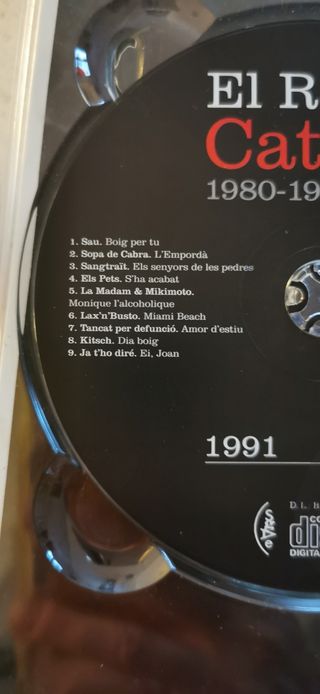 El R
Cat
1980-19
1. Sau. Boig per tu
2. Sopa de Cabra. L'Empordà
3. Sangtraït. Els senyors de les pedres
4. Els Pets. S'ha acabat
5. La Madam & Mikimoto.
Monique l'alcoholique
6. Lax'n'Busto. Miami Beach
7. Tancat per defunció. Amor d'estiu
8. Kitsch. Dia boig
9. Ja t'ho diré. Ei, Joan
1991
D. L. B
DIGITA